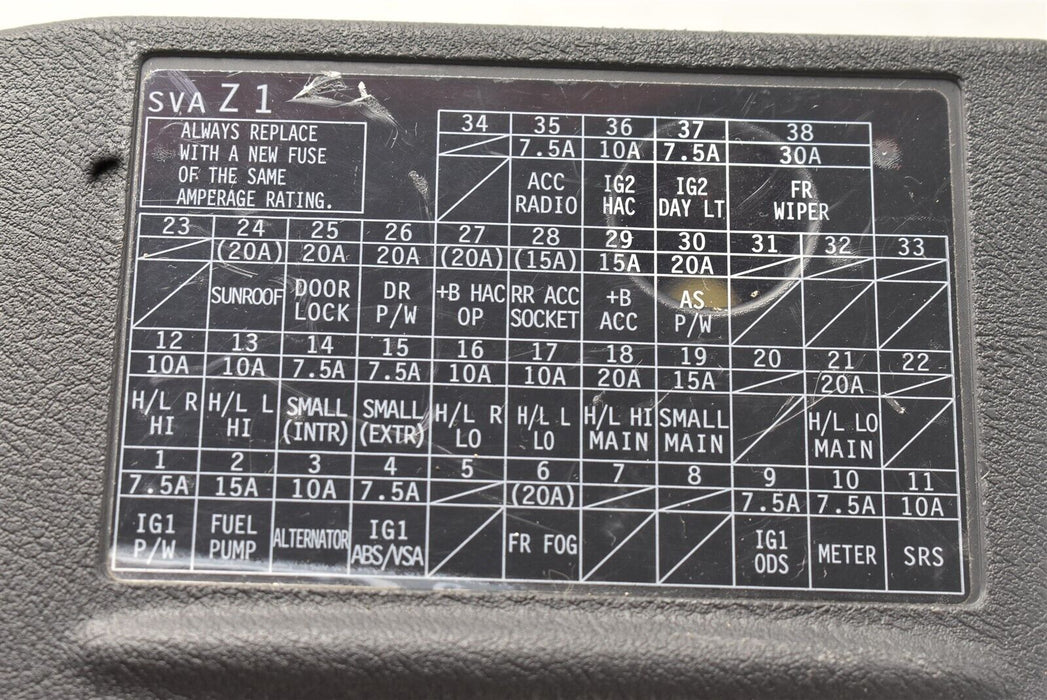 SVA Z 1
ALWAYS REPLACE
WITH A NEW FUSE
OF THE SAME
AMPERAGE RATING.
34 35 36 37 38
7.5A 10A 7.5A 30A
ACC IG2 IG2 FR
RADIO HAC DAY LT WIPER
23 24 25 26 27 28 29 30 31 32 33
(20A) 20A 20A (20A) (15A) 15A 20A
SUNROOF DOOR DR +B HAC RR ACC +B AS
LOCK P/W OP SOCKET ACC P/W
12 13 14 15 16 17 18 19 20 21 22
10A 10A 7.5A 7.5A 10A 10A 20A 15A 20A
H/L R H/L L SMALL SMALL H/L R H/L L H/L HI SMALL H/L LO
HI HI (INTR) (EXTR) LO LO MAIN MAIN MAIN
1 2 3 4 5 6 7 8 9 10 11
7.5A 15A 10A 7.5A (20A) 7.5A 7.5A 10A
IG1 FUEL ALTERNATOR IG1 FR FOG IG1 METER SRS
P/W PUMP ABS/VSA ODS